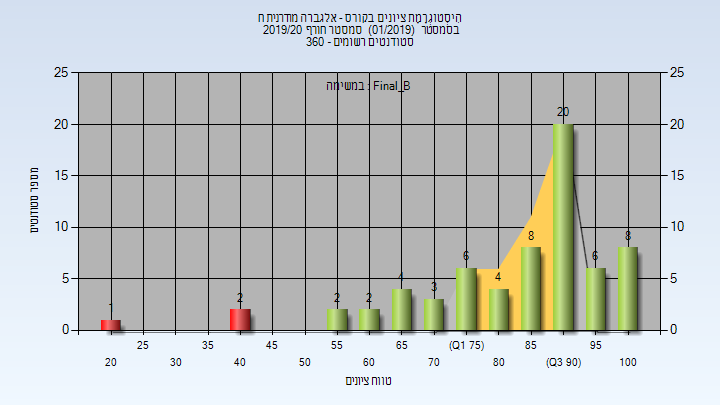 היסטוגרמת ציונים בקורס - אלגברה מודרנית ח
בסמסטר (01/2019) סמסטר חורף 2019/20
סטודנטים רשומים - 360
במשימה : Final_B
מספר סטודנטים
25 25
20 20
15 15
10 10
5 5
0 0
1 2 2 2 4 3 6 4 8 20 6 8
25 35 45 55 65 (Q1 75) 85 95
20 30 40 50 60 70 80 (Q3 90) 100
טווח ציונים